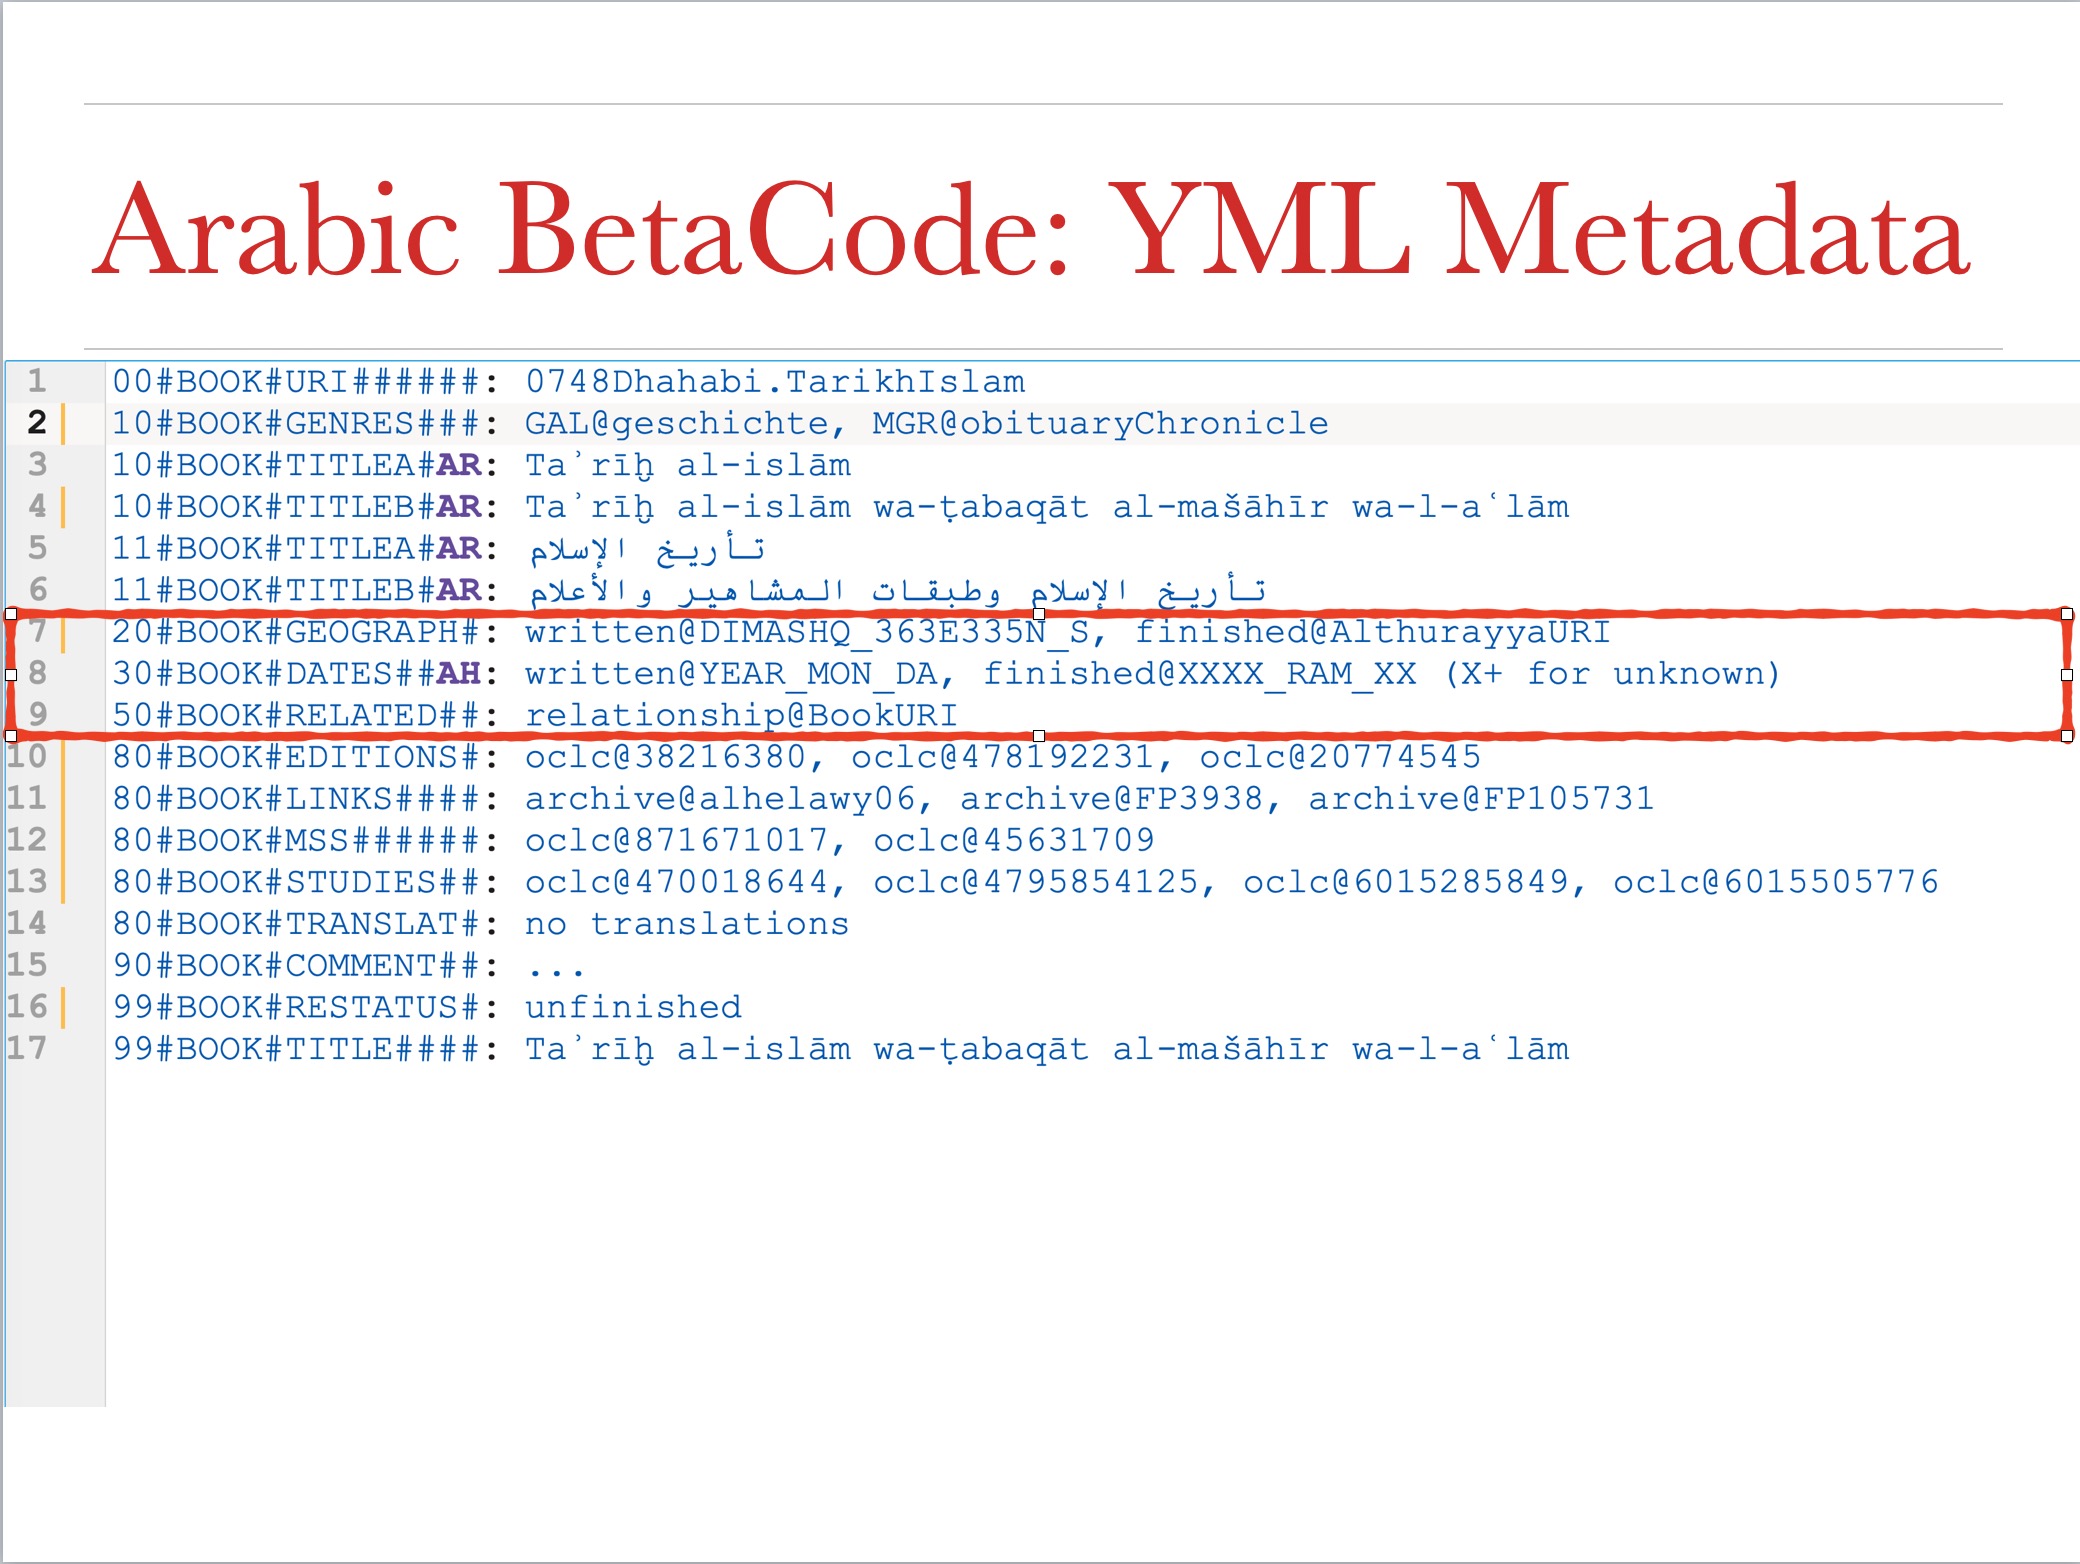 Arabic BetaCode: YML Metadata
1 00#BOOK#URI######: 0748Dhahabi.TarikhIslam
2 10#BOOK#GENRES###: GAL@geschichte, MGR@obituaryChronicle
3 10#BOOK#TITLEA#AR: Taʾrīḫ al-islām
4 10#BOOK#TITLEB#AR: Taʾrīḫ al-islām wa-ṭabaqāt al-mašāhīr wa-l-aʿlām
5 11#BOOK#TITLEA#AR: تأريخ الإسلام
6 11#BOOK#TITLEB#AR: تأريخ الإسلام وطبقات المشاهير والأعلام
7 20#BOOK#GEOGRAPH#: written@DIMASHQ_363E335N_S, finished@AlthurayyaURI
8 30#BOOK#DATES##AH: written@YEAR_MON_DA, finished@XXXX_RAM_XX (X+ for unknown)
9 50#BOOK#RELATED##: relationship@BookURI
10 80#BOOK#EDITIONS#: oclc@38216380, oclc@478192231, oclc@20774545
11 80#BOOK#LINKS####: archive@alhelawy06, archive@FP3938, archive@FP105731
12 80#BOOK#MSS######: oclc@871671017, oclc@45631709
13 80#BOOK#STUDIES##: oclc@470018644, oclc@4795854125, oclc@6015285849, oclc@6015505776
14 80#BOOK#TRANSLAT#: no translations
15 90#BOOK#COMMENT##: ...
16 99#BOOK#RESTATUS#: unfinished
17 99#BOOK#TITLE####: Taʾrīḫ al-islām wa-ṭabaqāt al-mašāhīr wa-l-aʿlām